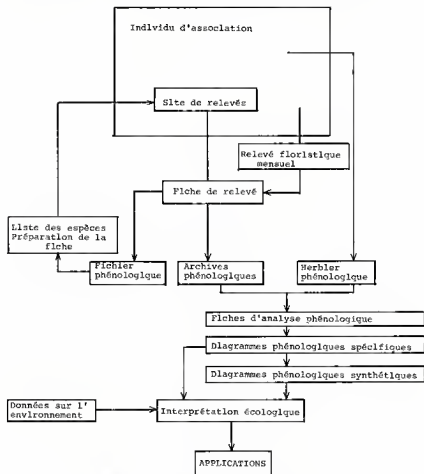 Individu d'association
Site de relevés
Relevé floristique
mensuel
Fiche de relevé
Liste des espèces
Préparation de la
fiche
Fichier
phénologique
Archives
phénologiques
Herbier
phénologique
Fiches d'analyse phénologique
Diagrammes phénologiques spécifiques
Diagrammes phénologiques synthétiques
Données sur l'
environnement
Interprétation écologique
APPLICATIONS